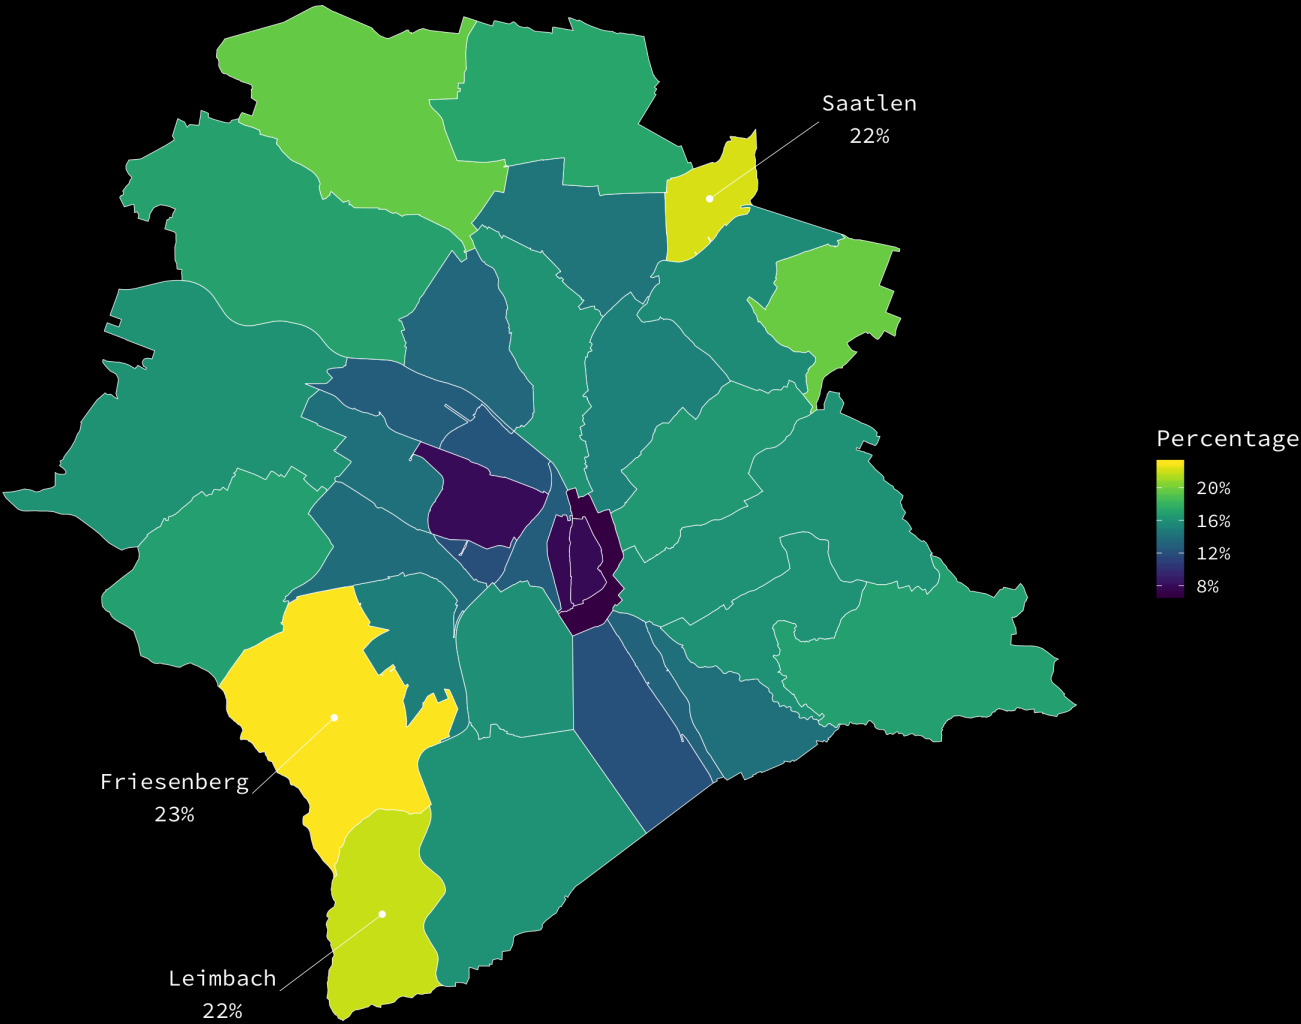 Saatlen
22%
Percentage
20%
16%
12%
8%
Friesenberg
23%
Leimbach
22%